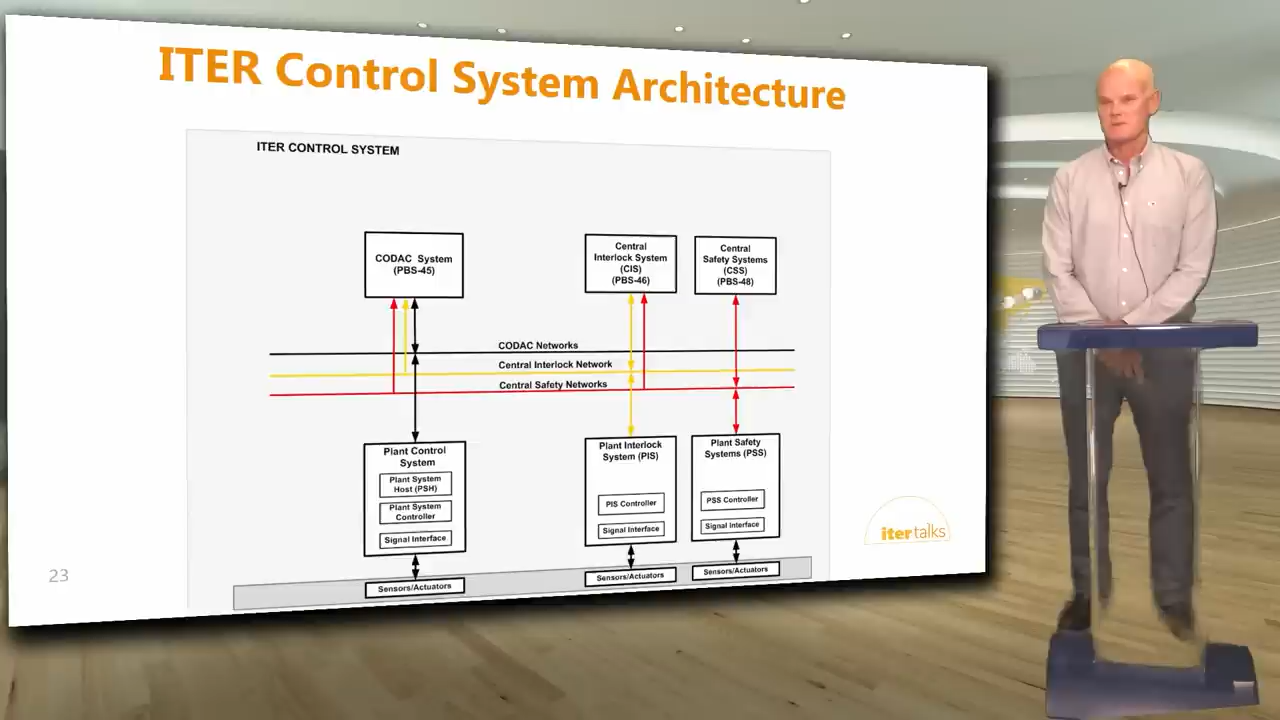 ITER Control System Architecture
ITER CONTROL SYSTEM
CODAC System
(PBS-45)
Central
Interlock System
(CIS)
(PBS-46)
Central
Safety Systems
(CSS)
(PBS-48)
CODAC Networks
Central Interlock Network
Central Safety Networks
Plant Control
System
Plant System
Host (PSH)
Plant System
Controller
Signal Interface
Sensors/Actuators
Plant Interlock
System (PIS)
PIS Controller
Signal Interface
Sensors/Actuators
Plant Safety
Systems (PSS)
PSS Controller
Signal Interface
Sensors/Actuators
iter talks
23